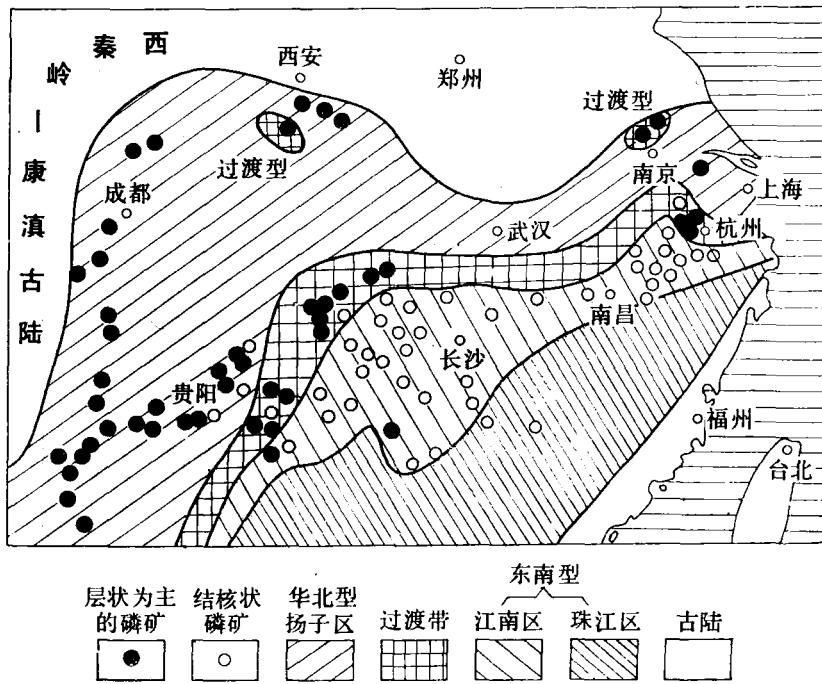 西秦岭—康滇古陆
西安
郑州
过渡型
过渡型
南京
上海
成都
武汉
杭州
南昌
长沙
贵阳
福州
台北
东南型
层状为主的磷矿
结核状磷矿
华北型扬子区
过渡带
江南区
珠江区
古陆